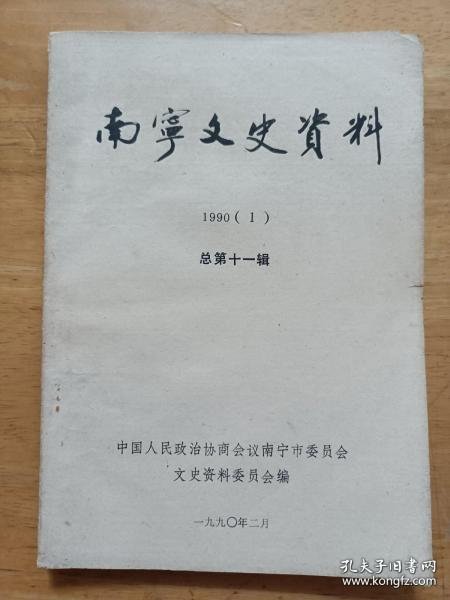 南寧文史資料
1990(1)
总第十一辑
中国人民政治协商会议南宁市委员会
文史资料委员会编
一九九〇年二月
孔夫子旧书网
www.kongfz.com